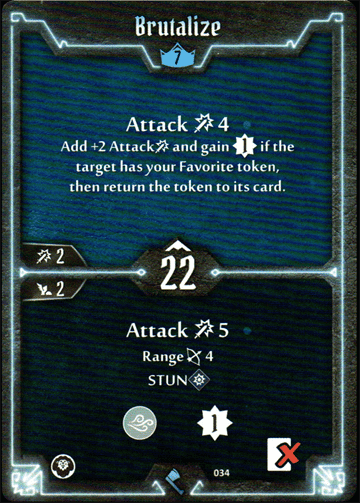 Brutalize
7
Attack 4
Add +2 Attack and gain 1 if the
target has your Favorite token,
then return the token to its card.
2
22
2
Attack 5
Range 4
STUN
1
034